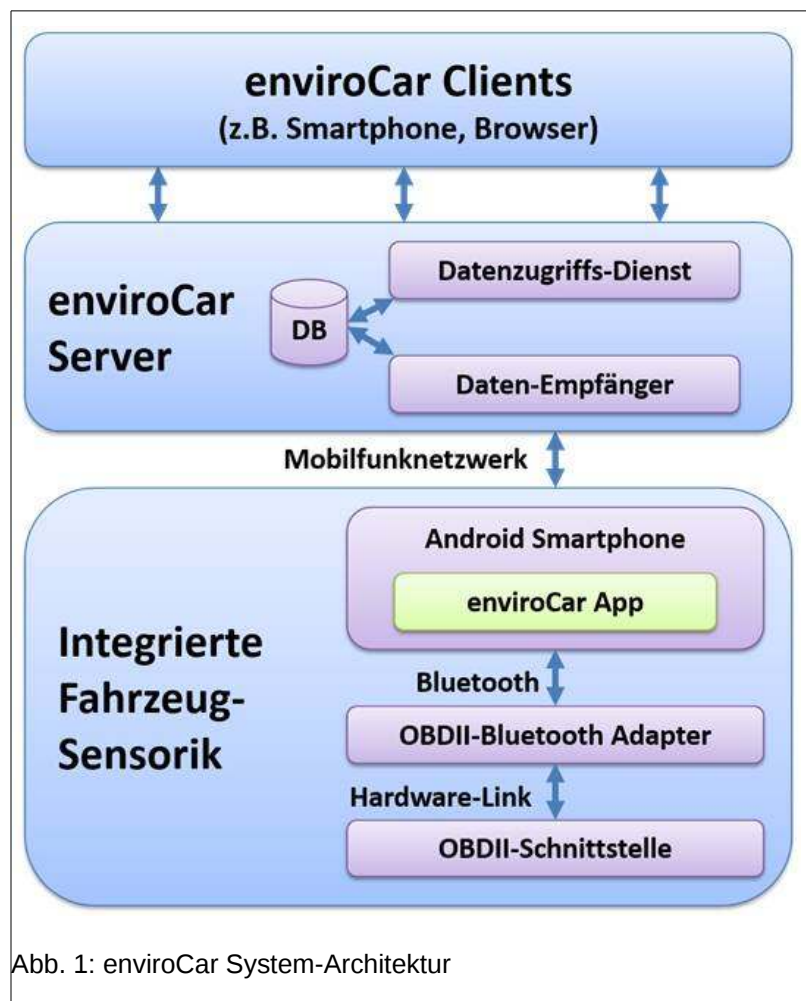 enviroCar Clients
(z.B. Smartphone, Browser)
enviroCar
Server
Datenzugriffs-Dienst
DB
Daten-Empfänger
Mobilfunknetzwerk
Integrierte
Fahrzeug-
Sensorik
Android Smartphone
enviroCar App
Bluetooth
OBDII-Bluetooth Adapter
Hardware-Link
OBDII-Schnittstelle
Abb. 1: enviroCar System-Architektur